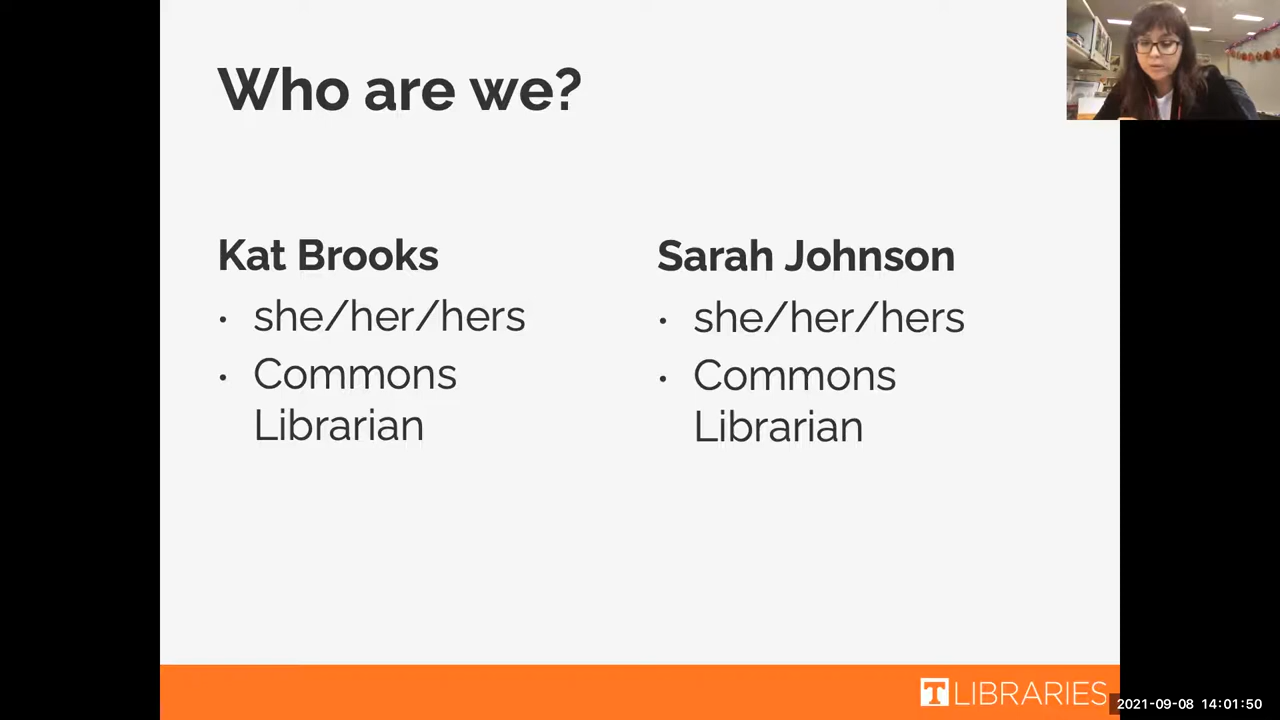 Who are we?
Kat Brooks
• she/her/hers
• Commons
Librarian
Sarah Johnson
• she/her/hers
• Commons
Librarian
T LIBRARIES
2021-09-08 14:01:50